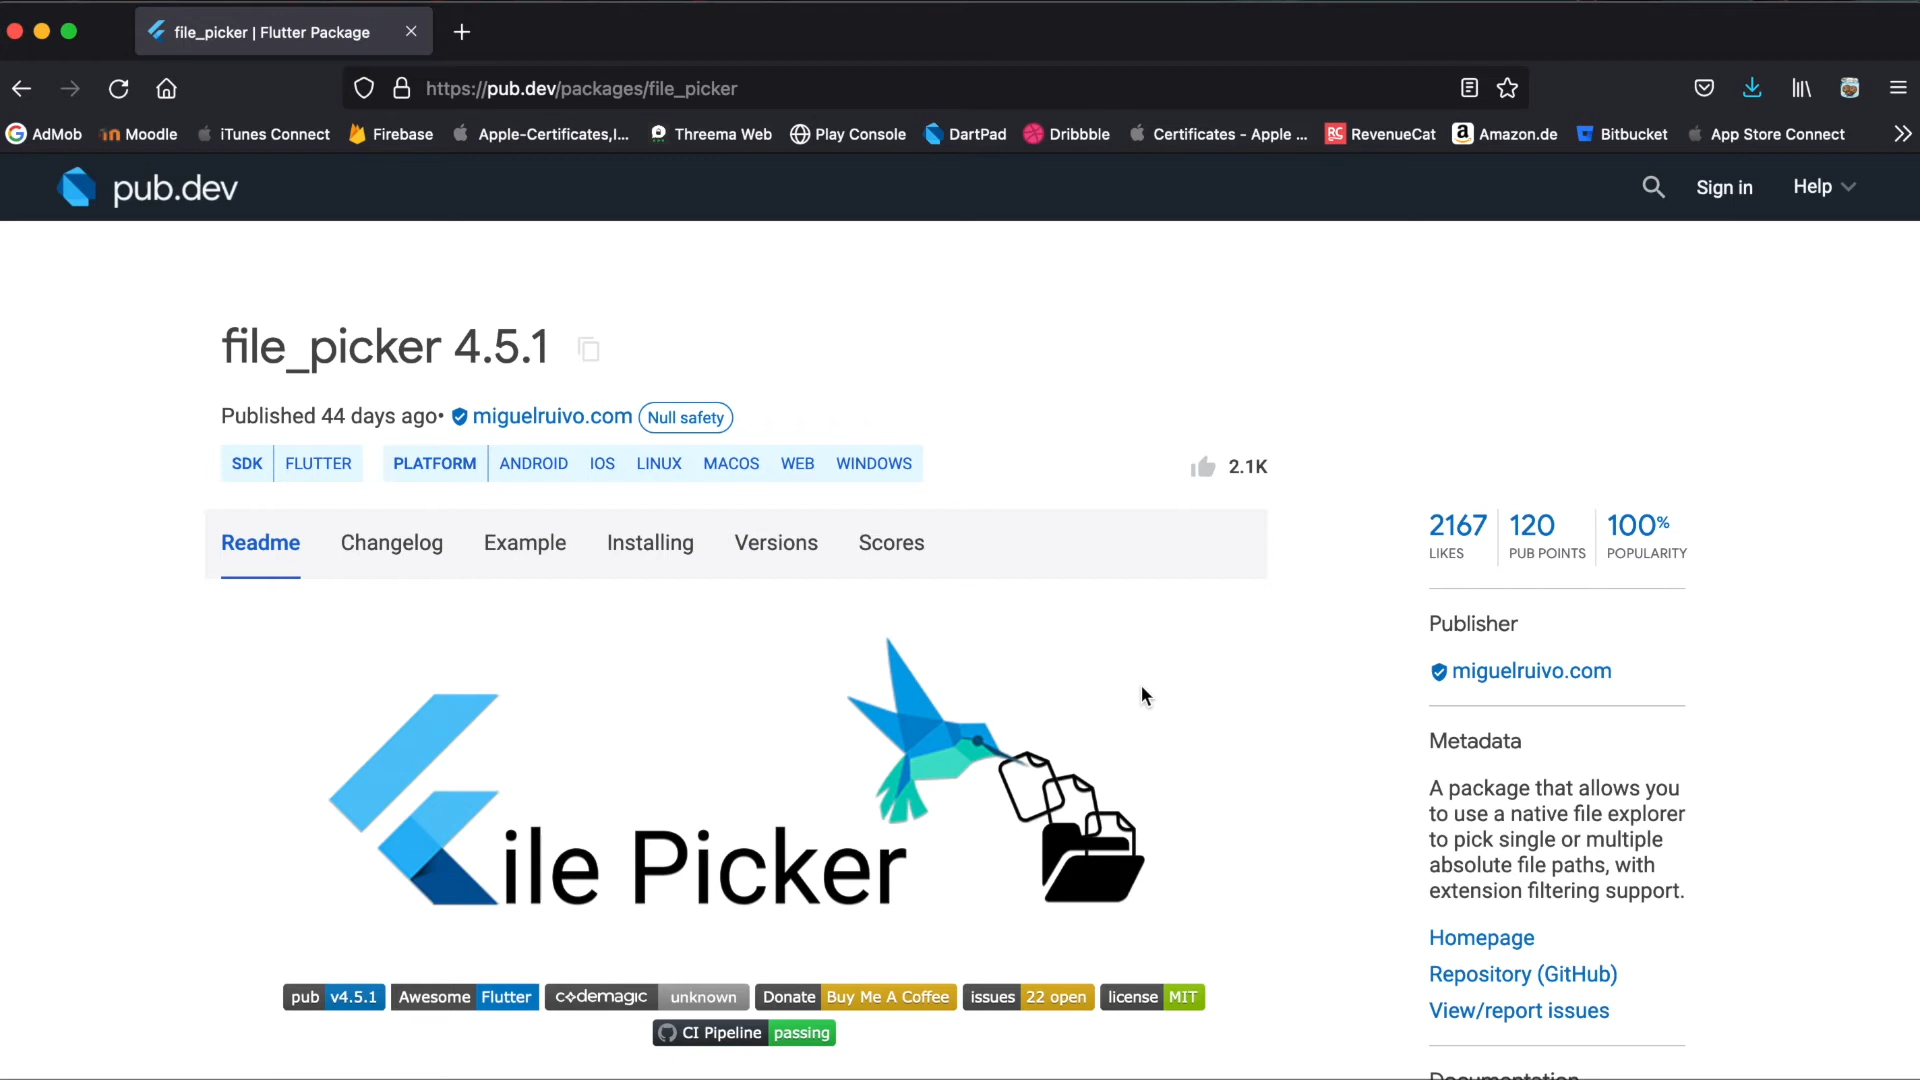 file_picker | Flutter Package
https://pub.dev/packages/file_picker
AdMob Moodle iTunes Connect Firebase Apple-Certificates,I... Threema Web Play Console DartPad Dribbble Certificates - Apple ... RevenueCat Amazon.de Bitbucket App Store Connect
pub.dev Sign in Help
file_picker 4.5.1
Published 44 days ago• miguelruivo.com Null safety
SDK FLUTTER PLATFORM ANDROID IOS LINUX MACOS WEB WINDOWS 2.1K
Readme Changelog Example Installing Versions Scores
2167 120 100%
LIKES PUB POINTS POPULARITY
Publisher
miguelruivo.com
Metadata
A package that allows you
to use a native file explorer
to pick single or multiple
absolute file paths, with
extension filtering support.
ile Picker
Homepage
Repository (GitHub)
View/report issues
pub v4.5.1 Awesome Flutter codemagic unknown Donate Buy Me A Coffee issues 22 open license MIT
CI Pipeline passing